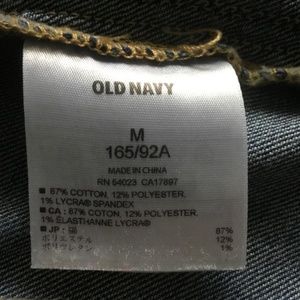 OLD NAVY
M
165/92A
MADE IN CHINA
RN 54023 CA17897
■ 87% COTTON, 12% POLYESTER,
1% LYCRA® SPANDEX
■ CA : 87% COTON, 12% POLYESTER,
1% ÉLASTHANNE LYCRA®
■ JP : 綿 87%
ポリエステル 12%
ポリウレタン 1%